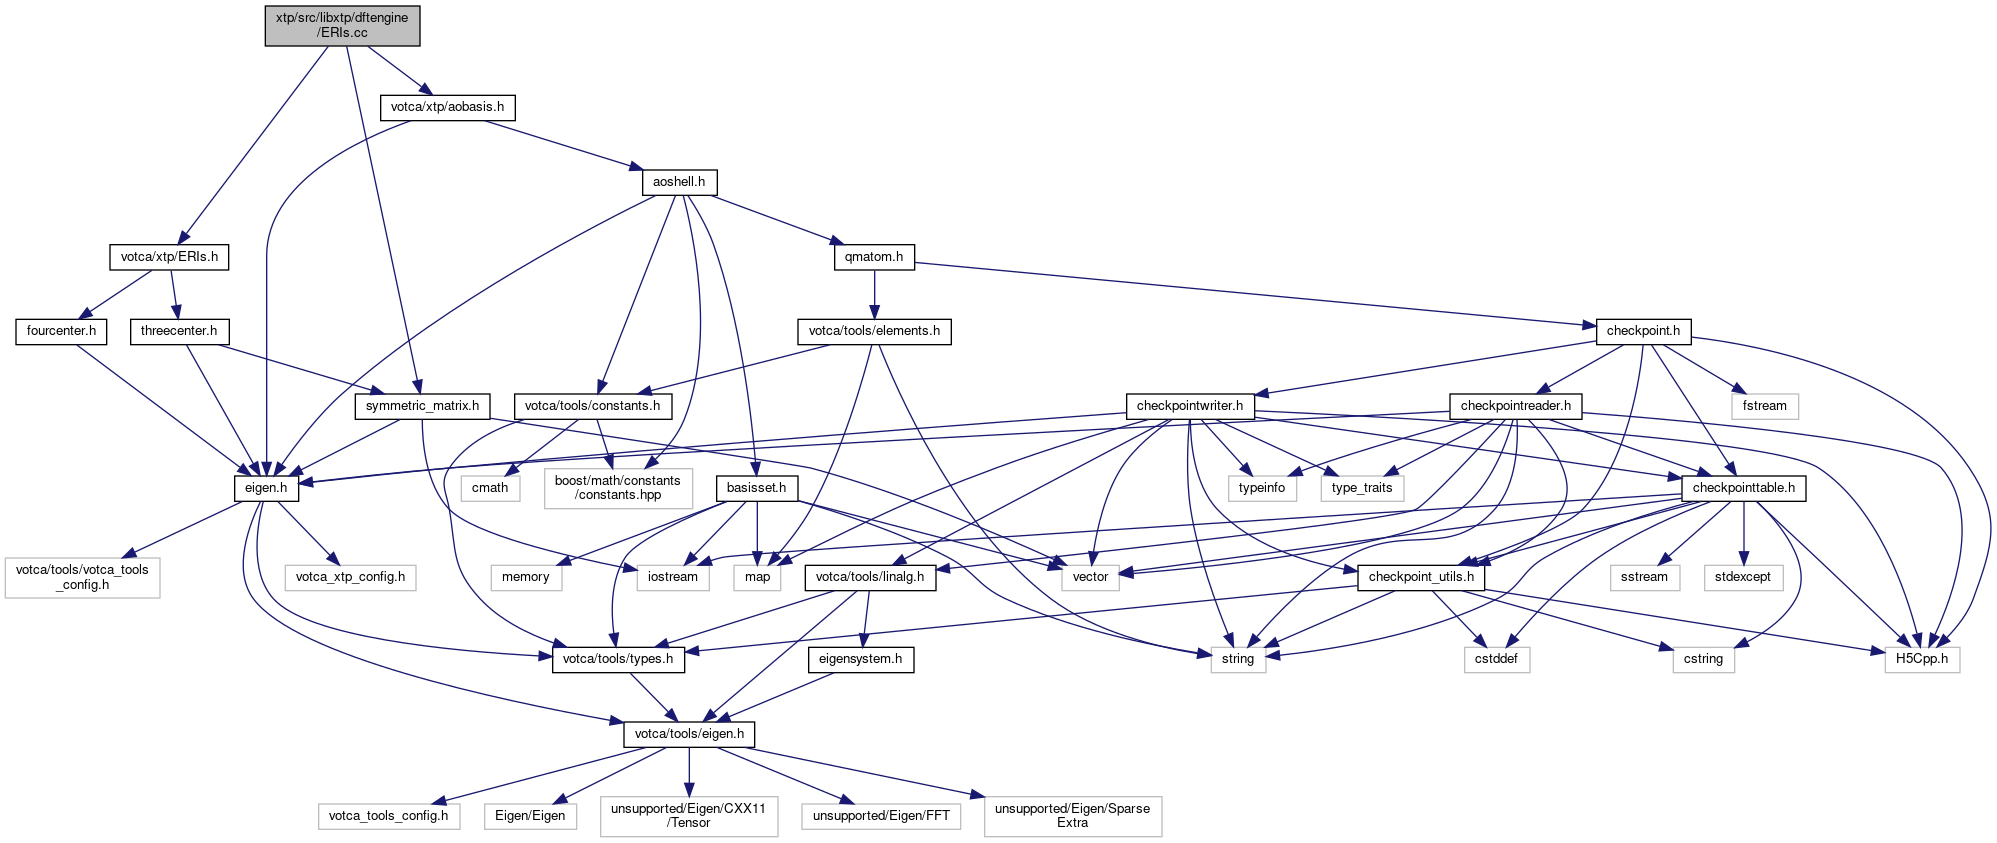 xtp/src/libxtp/dftengine
/ERIs.cc
votca/xtp/aobasis.h
aoshell.h
votca/xtp/ERIs.h
qmatom.h
fourcenter.h
threecenter.h
votca/tools/elements.h
checkpoint.h
symmetric_matrix.h
votca/tools/constants.h
checkpointwriter.h
checkpointreader.h
fstream
eigen.h
cmath
boost/math/constants
/constants.hpp
basisset.h
typeinfo
type_traits
checkpointtable.h
votca/tools/votca_tools
_config.h
votca_xtp_config.h
memory
iostream
map
votca/tools/linalg.h
vector
checkpoint_utils.h
sstream
stdexcept
votca/tools/types.h
eigensystem.h
string
cstddef
cstring
H5Cpp.h
votca/tools/eigen.h
votca_tools_config.h
Eigen/Eigen
unsupported/Eigen/CXX11
/Tensor
unsupported/Eigen/FFT
unsupported/Eigen/Sparse
Extra